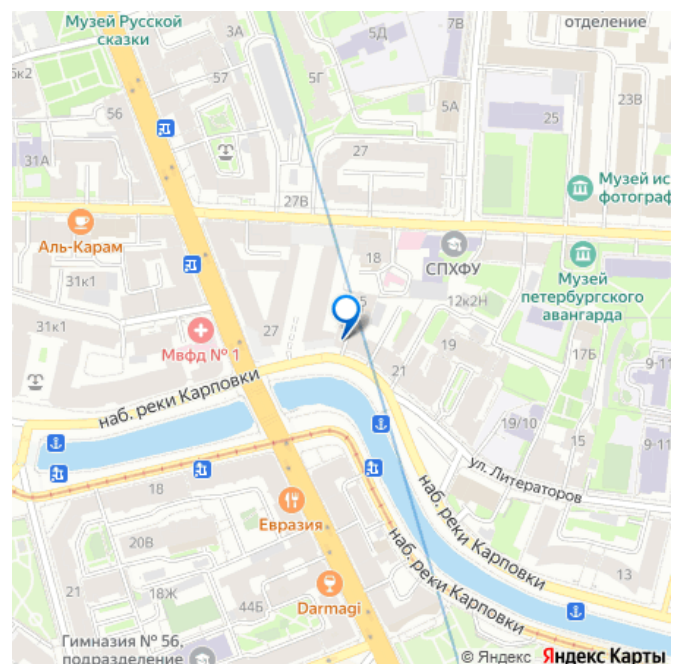 Музей Русской
сказки
3А
5Д
7В
отделение
5к2
56
57
5Г
5А
25
23В
31А
27
27В
Музей ис
фотограф
Аль-Карам
18
СПХФУ
31к1
5
12к2Н
Музей
петербургского
авангарда
31к1
27
Мвфд № 1
19
17Б
9-11
21
наб. реки Карповки
19/10
15
9-11
18
ул. Литераторов
Евразия
наб. реки Карповки
20В
наб. реки Карповки
21
18Ж
44Б
Darmagi
13
Гимназия № 56,
подразделение
© Яндекс Яндекс Карты